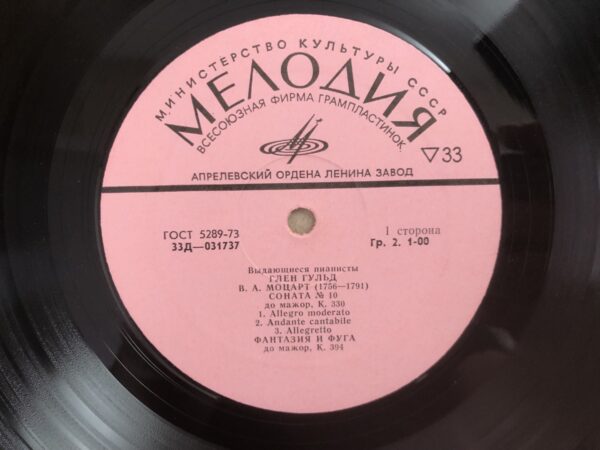 МИНИСТЕРСТВО КУЛЬТУРЫ СССР
МЕЛОДИЯ
ВСЕСОЮЗНАЯ ФИРМА ГРАМПЛАСТИНОК
▽33
АПРЕЛЕВСКИЙ ОРДЕНА ЛЕНИНА ЗАВОД
ГОСТ 5289-73
33Д—031737
1 сторона
Гр. 2. 1-00
Выдающиеся пианисты
ГЛЕН ГУЛЬД
В. А. МОЦАРТ (1756—1791)
СОНАТА № 10
до мажор, К. 330
1. Allegro moderato
2. Andante cantabile
3. Allegretto
ФАНТАЗИЯ И ФУГА
до мажор, К. 394